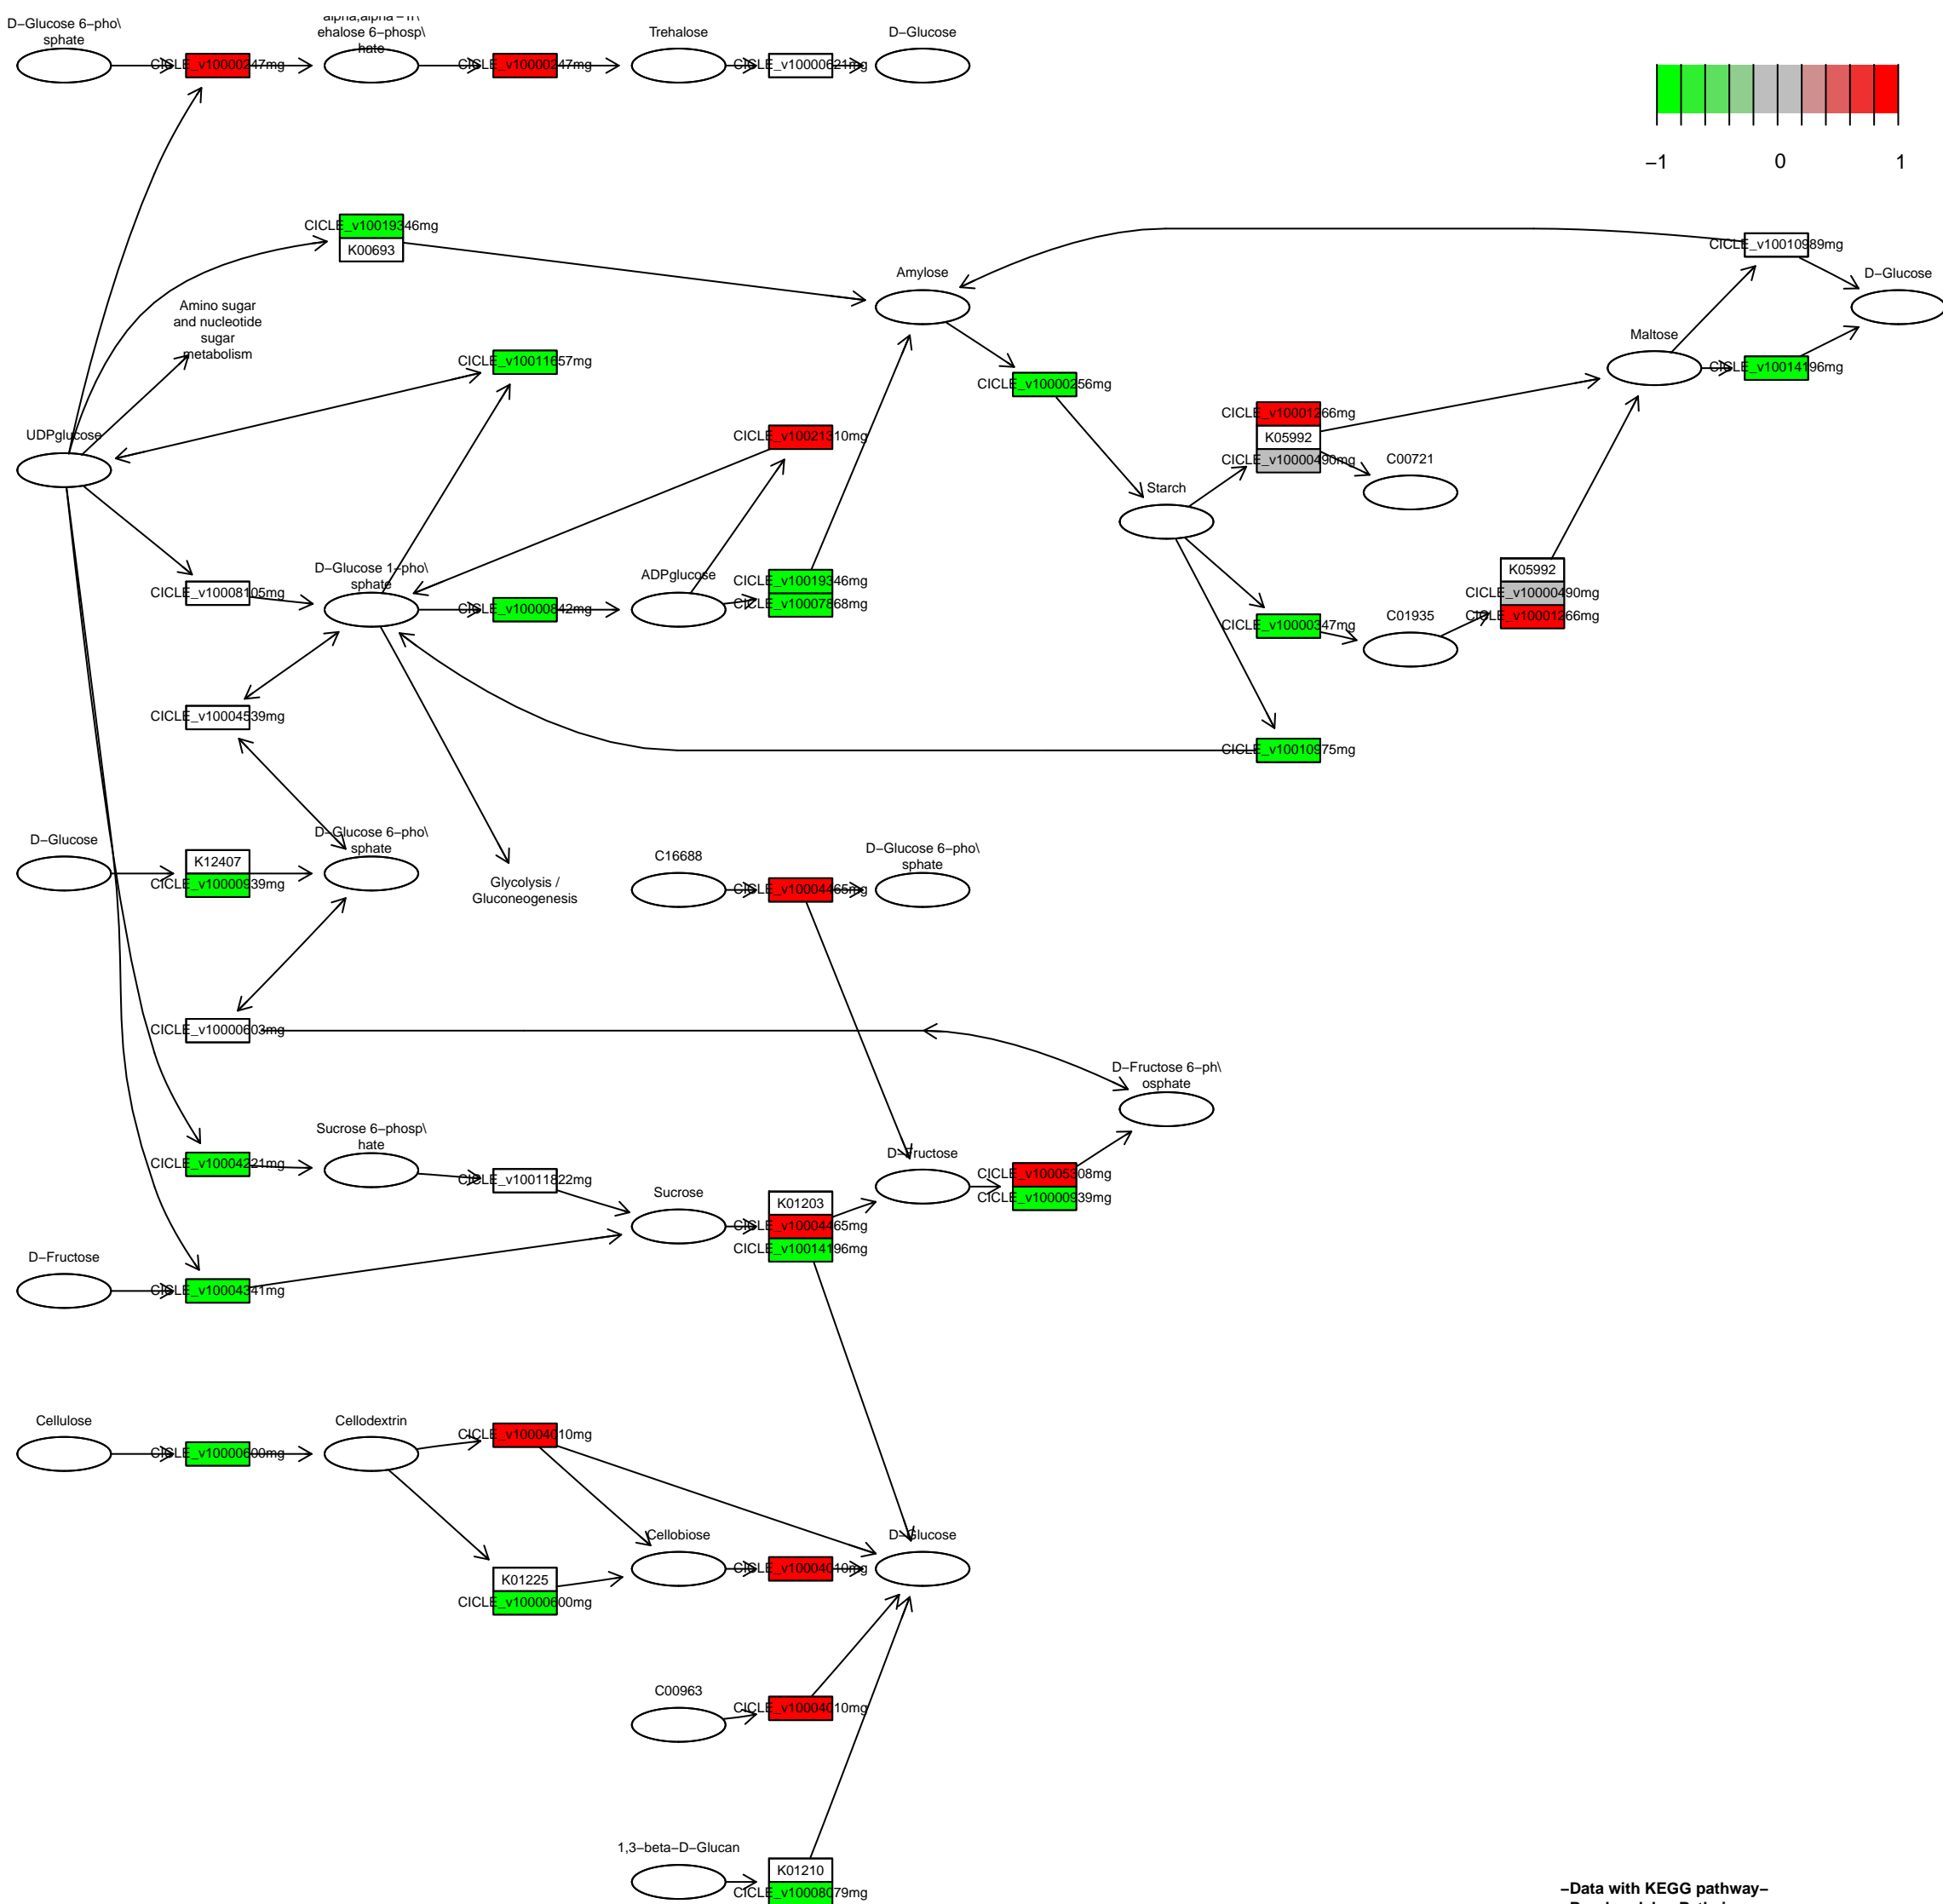 D−Glucose 6−pho\
sphate
CICLE_v10000247mg
ehalose 6−phosp\
hate
CICLE_v10000247mg
Trehalose
CICLE_v10000621mg
D−Glucose
−1
0
1
CICLE_v10019346mg
K00693
Amino sugar
and nucleotide
sugar
metabolism
CICLE_v10011657mg
UDPglucose
CICLE_v10008105mg
D−Glucose 1−pho\
sphate
CICLE_v10000842mg
CICLE_v10021310mg
ADPglucose
CICLE_v10019346mg
CICLE_v10007868mg
Amylose
CICLE_v10000256mg
Starch
CICLE_v10001266mg
K05992
CICLE_v10000490mg
C00721
CICLE_v10000347mg
C01935
K05992
CICLE_v10000490mg
CICLE_v10001266mg
CICLE_v10010975mg
Maltose
CICLE_v10010989mg
CICLE_v10014196mg
D−Glucose
CICLE_v10004539mg
D−Glucose
K12407
CICLE_v10000939mg
D−Glucose 6−pho\
sphate
Glycolysis /
Gluconeogenesis
C16688
CICLE_v10004465mg
D−Glucose 6−pho\
sphate
CICLE_v10000603mg
D−Fructose 6−ph\
osphate
CICLE_v10004221mg
Sucrose 6−phosp\
hate
CICLE_v10011822mg
Sucrose
K01203
CICLE_v10004465mg
CICLE_v10014196mg
D−Fructose
CICLE_v10005308mg
CICLE_v10000939mg
D−Fructose
CICLE_v10004341mg
Cellulose
CICLE_v10000600mg
Cellodextrin
CICLE_v10004010mg
K01225
CICLE_v10000600mg
Cellobiose
CICLE_v10004010mg
D−Glucose
C00963
CICLE_v10004010mg
1,3−beta−D−Glucan
K01210
CICLE_v10008079mg
−Data with KEGG pathway−